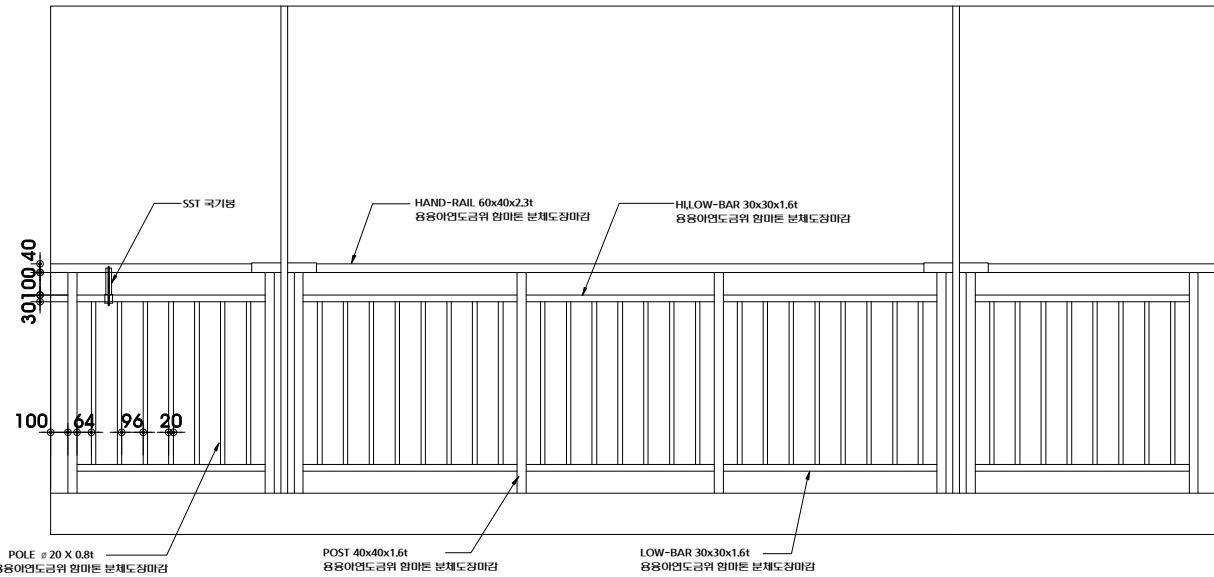 SST 국기봉
HAND-RAIL 60x40x2.3t
용융아연도금위 함마톤 분체도장마감
HI,LOW-BAR 30x30x1.6t
용융아연도금위 함마톤 분체도장마감
40
100
30
100
64
96
20
POLE ø20 X 0.8t
용융아연도금위 함마톤 분체도장마감
POST 40x40x1.6t
용융아연도금위 함마톤 분체도장마감
LOW-BAR 30x30x1.6t
용융아연도금위 함마톤 분체도장마감